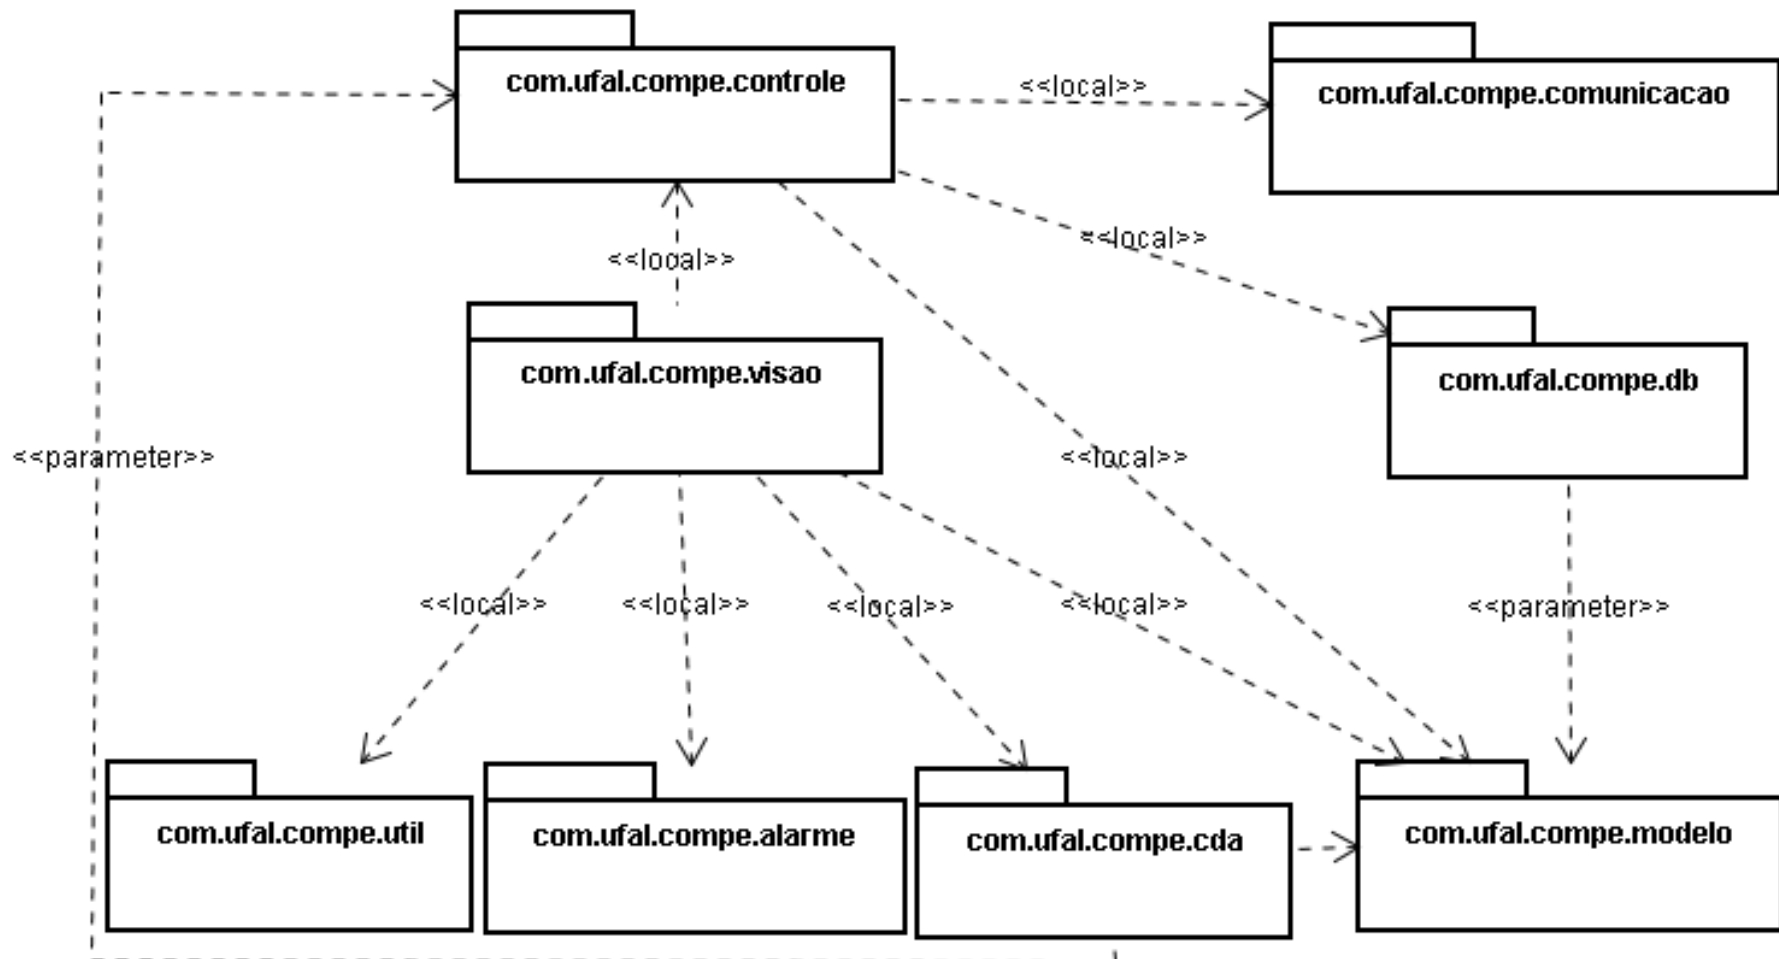 com.ufal.compe.controle
<<local>>
com.ufal.compe.comunicacao
<<local>>
<<local>>
com.ufal.compe.visao
com.ufal.compe.db
<<parameter>>
<<local>>
<<local>>
<<local>>
<<local>>
<<local>>
<<parameter>>
com.ufal.compe.util
com.ufal.compe.alarme
com.ufal.compe.cda
com.ufal.compe.modelo